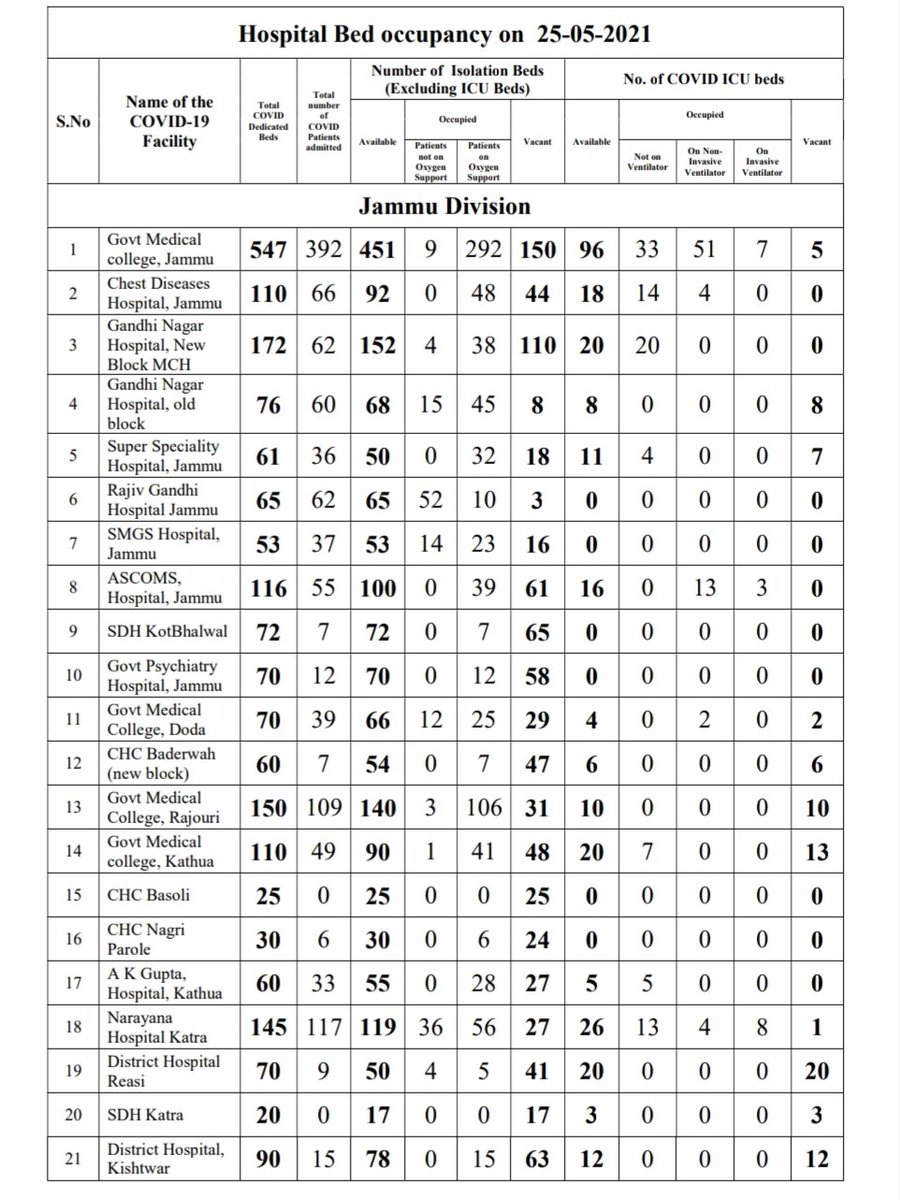 Hospital Bed occupancy on 25-05-2021
S.No
Name of the
COVID-19
Facility
Total
COVID
Dedicated
Beds
Total
number
of
COVID
Patients
admitted
Number of Isolation Beds
(Excluding ICU Beds)
Available
Occupied
Patients
not on
Oxygen
Support
Patients
on
Oxygen
Support
Vacant
No. of COVID ICU beds
Available
Occupied
Not on
Ventilator
On Non-
Invasive
Ventilator
On
Invasive
Ventilator
Vacant
Jammu Division
1 Govt Medical
college, Jammu 547 392 451 9 292 150 96 33 51 7 5
2 Chest Diseases
Hospital, Jammu 110 66 92 0 48 44 18 14 4 0 0
3 Gandhi Nagar
Hospital, New
Block MCH 172 62 152 4 38 110 20 20 0 0 0
4 Gandhi Nagar
Hospital, old
block 76 60 68 15 45 8 8 0 0 0 8
5 Super Speciality
Hospital, Jammu 61 36 50 0 32 18 11 4 0 0 7
6 Rajiv Gandhi
Hospital Jammu 65 62 65 52 10 3 0 0 0 0 0
7 SMGS Hospital,
Jammu 53 37 53 14 23 16 0 0 0 0 0
8 ASCOMS,
Hospital, Jammu 116 55 100 0 39 61 16 0 13 3 0
9 SDH KotBhalwal 72 7 72 0 7 65 0 0 0 0 0
10 Govt Psychiatry
Hospital, Jammu 70 12 70 0 12 58 0 0 0 0 0
11 Govt Medical
College, Doda 70 39 66 12 25 29 4 0 2 0 2
12 CHC Baderwah
(new block) 60 7 54 0 7 47 6 0 0 0 6
13 Govt Medical
College, Rajouri 150 109 140 3 106 31 10 0 0 0 10
14 Govt Medical
college, Kathua 110 49 90 1 41 48 20 7 0 0 13
15 CHC Basoli 25 0 25 0 0 25 0 0 0 0 0
16 CHC Nagri
Parole 30 6 30 0 6 24 0 0 0 0 0
17 A K Gupta,
Hospital, Kathua 60 33 55 0 28 27 5 5 0 0 0
18 Narayana
Hospital Katra 145 117 119 36 56 27 26 13 4 8 1
19 District Hospital
Reasi 70 9 50 4 5 41 20 0 0 0 20
20 SDH Katra 20 0 17 0 0 17 3 0 0 0 3
21 District Hospital,
Kishtwar 90 15 78 0 15 63 12 0 0 0 12